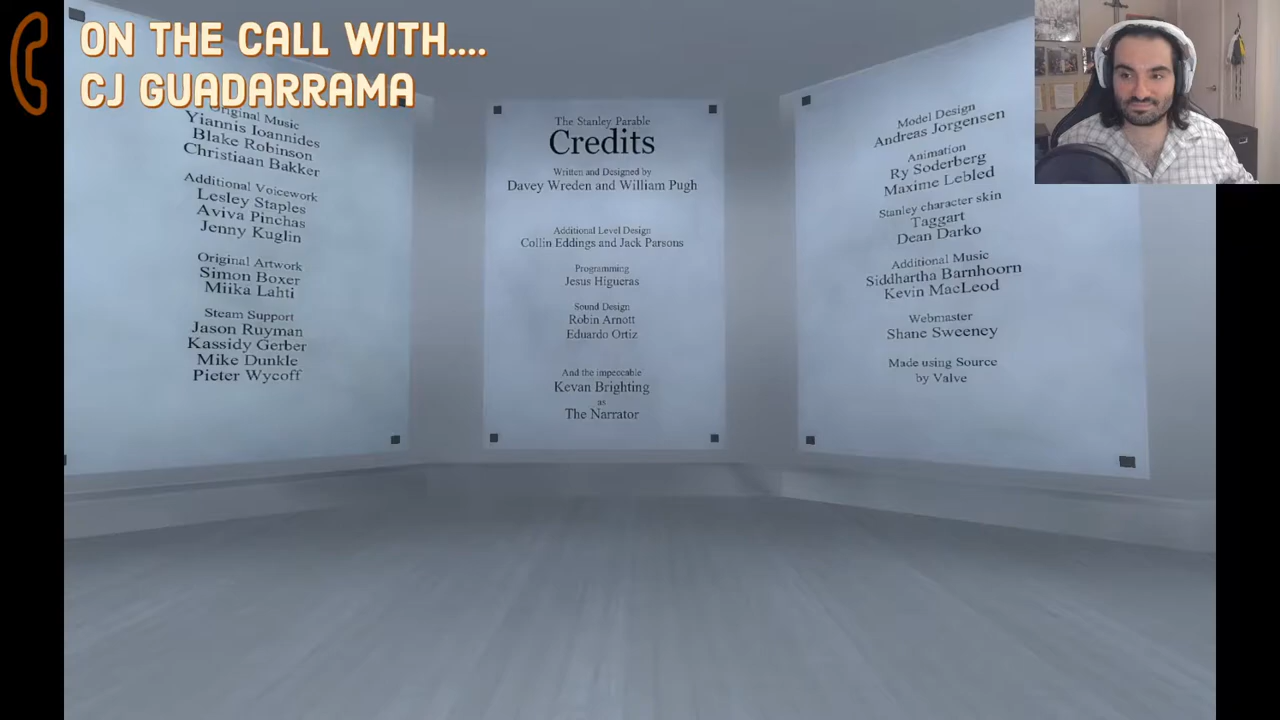 ON THE CALL WITH....
CJ GUADARRAMA
Original Music
Yiannis Ioannides
Blake Robinson
Christiaan Bakker
Additional Voicework
Lesley Staples
Aviva Pinchas
Jenny Kuglin
Original Artwork
Simon Boxer
Miika Lahti
Steam Support
Jason Ruyman
Kassidy Gerber
Mike Dunkle
Pieter Wycoff
The Stanley Parable
Credits
Written and Designed by
Davey Wreden and William Pugh
Additional Level Design
Collin Eddings and Jack Parsons
Programming
Jesus Higueras
Sound Design
Robin Arnott
Eduardo Ortiz
And the impeccable
Kevan Brighting
as
The Narrator
Model Design
Andreas Jorgensen
Animation
Ry Soderberg
Maxime Lebled
Stanley character skin
Taggart
Dean Darko
Additional Music
Siddhartha Barnhoorn
Kevin MacLeod
Webmaster
Shane Sweeney
Made using Source
by Valve